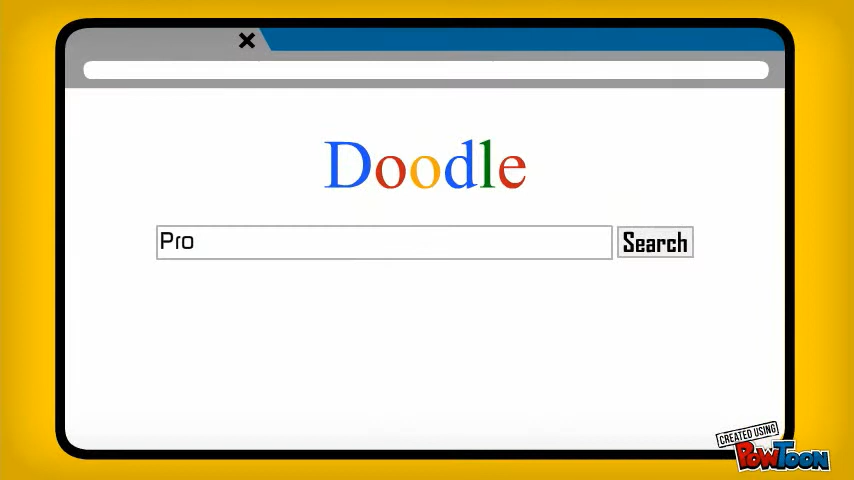 Doodle
Pro
Search
CREATED USING
PowToon